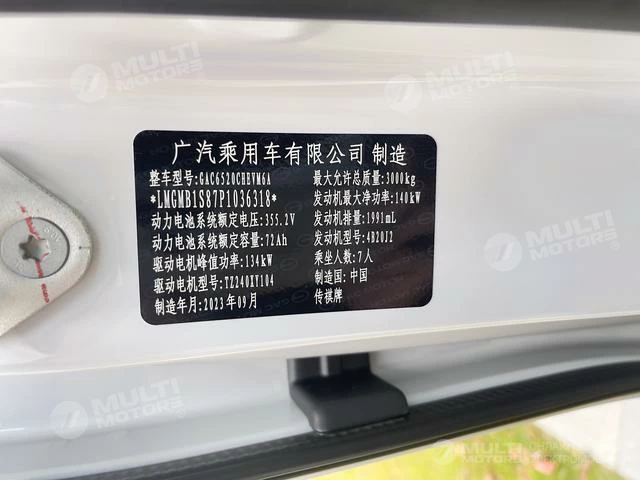 广汽乘用车有限公司 制造
整车型号:GAC6520CHEVM6A
*LMGMB1S87P1036318*
动力电池系统额定电压:355.2V
动力电池系统额定容量:72Ah
驱动电机峰值功率:134kW
驱动电机型号:TZ240XY104
制造年月:2023年09月
最大允许总质量:3000kg
发动机最大净功率:140kW
发动机排量:1991mL
发动机型号:4B20J2
乘坐人数:7人
制造国:中国
传祺牌
MULTI MOTORS
MULTI MOTORS
MULTI MOTORS
MULTI MOTORS